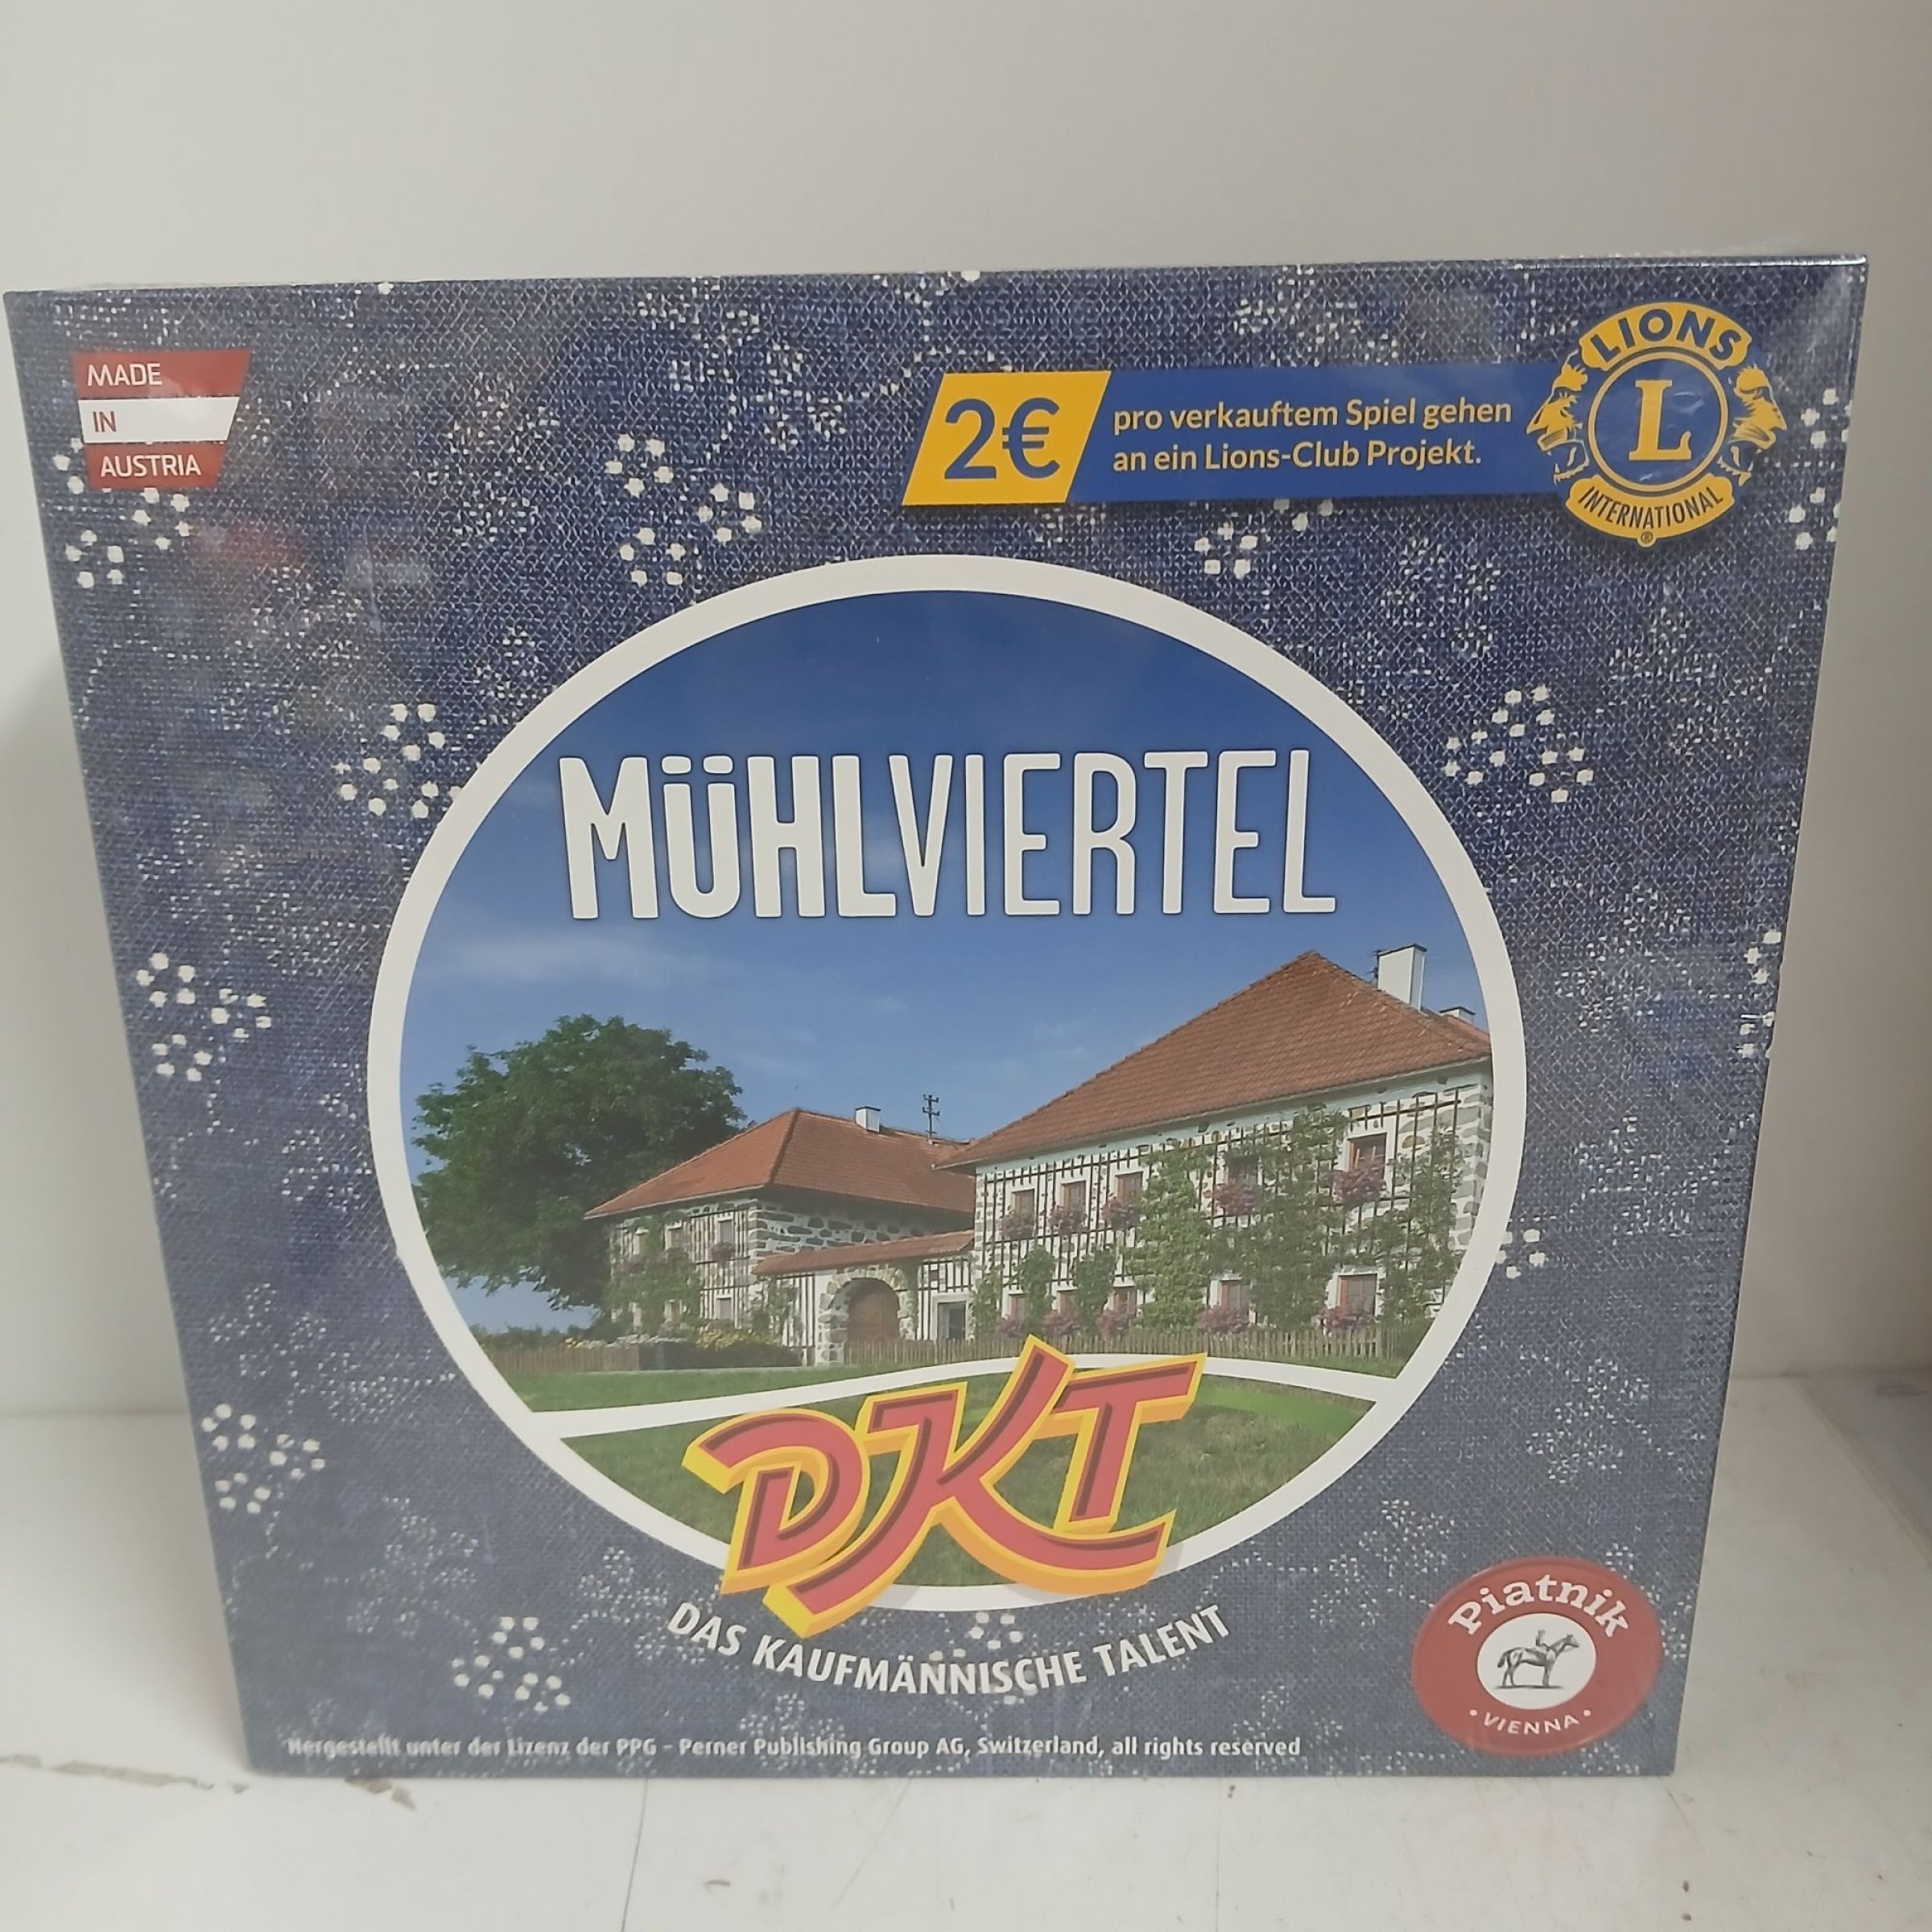 MADE
IN
AUSTRIA
2€
pro verkauftem Spiel gehen
an ein Lions-Club Projekt.
LIONS
L
INTERNATIONAL
®
MÜHLVIERTEL
DKT
DAS KAUFMÄNNISCHE TALENT
Piatnik
• VIENNA •
Hergestellt unter der Lizenz der PPG - Perner Publishing Group AG, Switzerland, all rights reserved